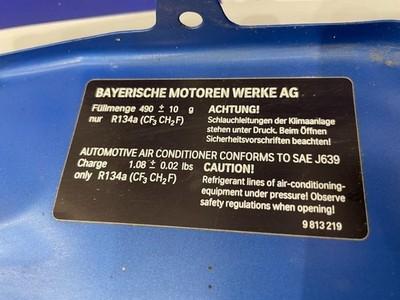 BAYERISCHE MOTOREN WERKE AG
Füllmenge 490 ± 10 g
nur R134a (CF₃ CH₂F)
ACHTUNG!
Schlauchleitungen der Klimaanlage
stehen unter Druck. Beim Öffnen
Sicherheitsvorschriften beachten!
AUTOMOTIVE AIR CONDITIONER CONFORMS TO SAE J639
Charge 1.08 ± 0.02 lbs
only R134a (CF₃ CH₂F)
CAUTION!
Refrigerant lines of air-conditioning-
equipment under pressure! Observe
safety regulations when opening!
9 813 219